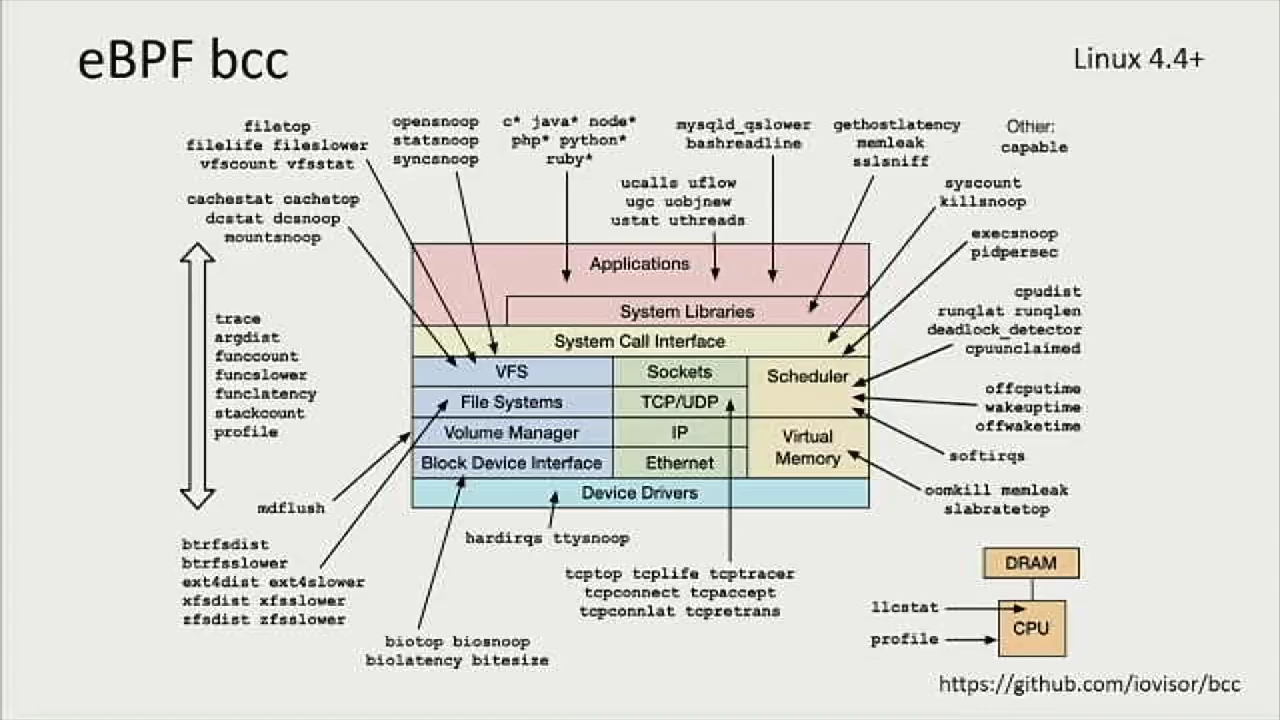 eBPF bcc
Linux 4.4+
filetop
filelife fileslower
vfscount vfsstat
opensnoop
statsnoop
syncsnoop
c* java* node*
php* python*
ruby*
mysqld_qslower
bashreadline
gethostlatency
memleak
sslsniff
Other:
capable
cachestat cachetop
dcstat dcsnoop
mountsnoop
ucalls uflow
ugc uobjnew
ustat uthreads
syscount
killsnoop
execsnoop
pidpersec
trace
argdist
funccount
funcslower
funclatency
stackcount
profile
Applications
System Libraries
System Call Interface
VFS
Sockets
Scheduler
File Systems
TCP/UDP
Volume Manager
IP
Virtual
Memory
Block Device Interface
Ethernet
Device Drivers
cpudist
runqlat runqlen
deadlock_detector
cpuunclaimed
offcputime
wakeuptime
offwaketime
softirqs
oomkill memleak
slabratetop
mdflush
btrfsdist
btrfsslower
ext4dist ext4slower
xfsdist xfsslower
zfsdist zfsslower
hardirqs ttysnoop
biotop biosnoop
biolatency bitesize
tcptop tcplife tcptracer
tcpconnect tcpaccept
tcpconnlat tcpretrans
DRAM
llcstat
CPU
profile
https://github.com/iovisor/bcc